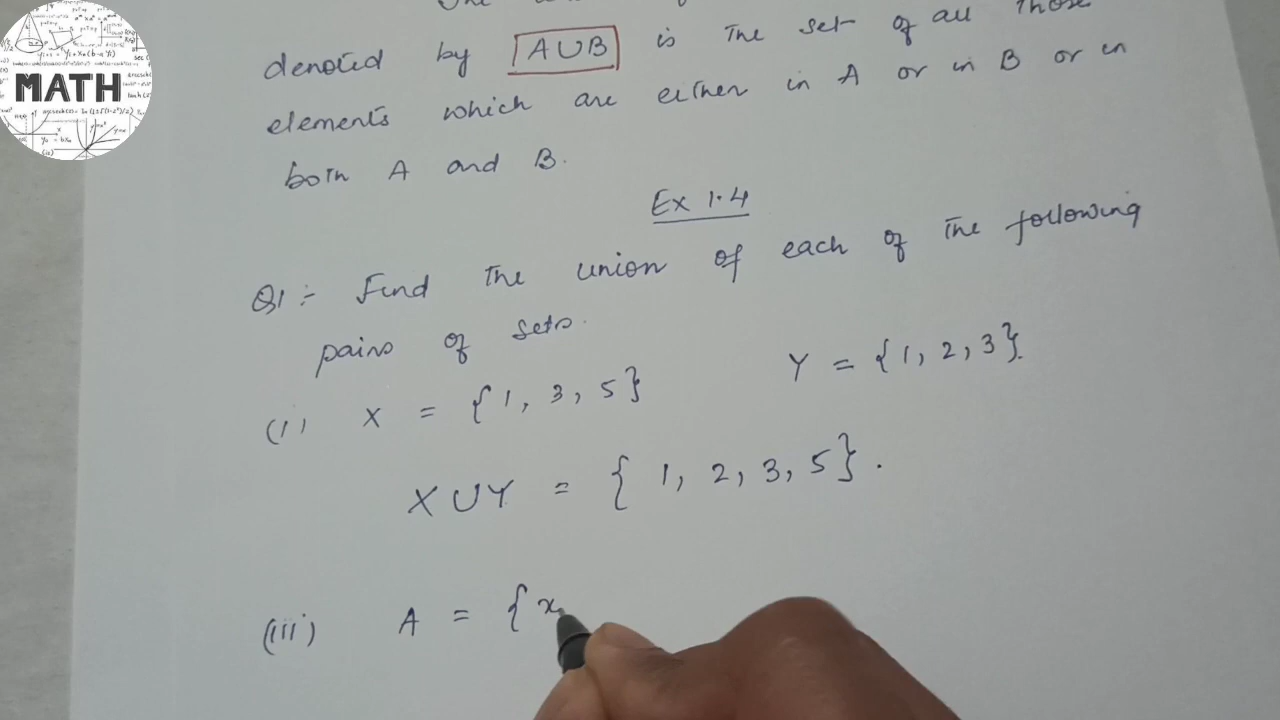 denoted by A∪B is the set of all those
elements which are either in A or in B or in
both A and B.
Ex 1.4
Q1 :- Find the union of each of the following
pairs of sets.
(i) X = {1, 3, 5} Y = {1, 2, 3}.
X ∪ Y = { 1, 2, 3, 5}.
(iii) A = { x
MATH